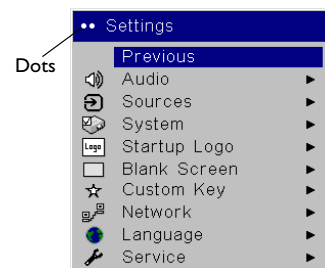 Settings
Dots
Previous
Audio
Sources
System
Logo Startup Logo
Blank Screen
Custom Key
Network
Language
Service